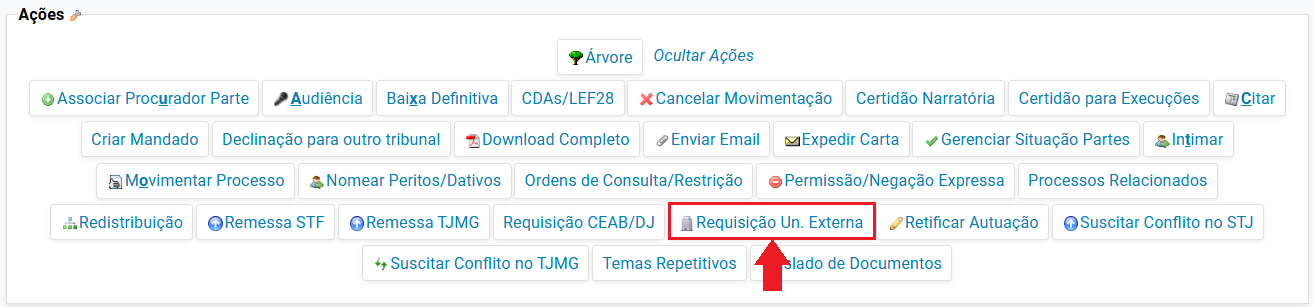 Ações
Árvore Ocultar Ações
Associar Procurador Parte Audiência Baixa Definitiva CDAs/LEF28 Cancelar Movimentação Certidão Narratória Certidão para Execuções Citar
Criar Mandado Declinação para outro tribunal Download Completo Enviar Email Expedir Carta Gerenciar Situação Partes Intimar
Movimentar Processo Nomear Peritos/Dativos Ordens de Consulta/Restrição Permissão/Negação Expressa Processos Relacionados
Redistribuição Remessa STF Remessa TJMG Requisição CEAB/DJ Requisição Un. Externa Retificar Autuação Suscitar Conflito no STJ
Suscitar Conflito no TJMG Temas Repetitivos de Documentos